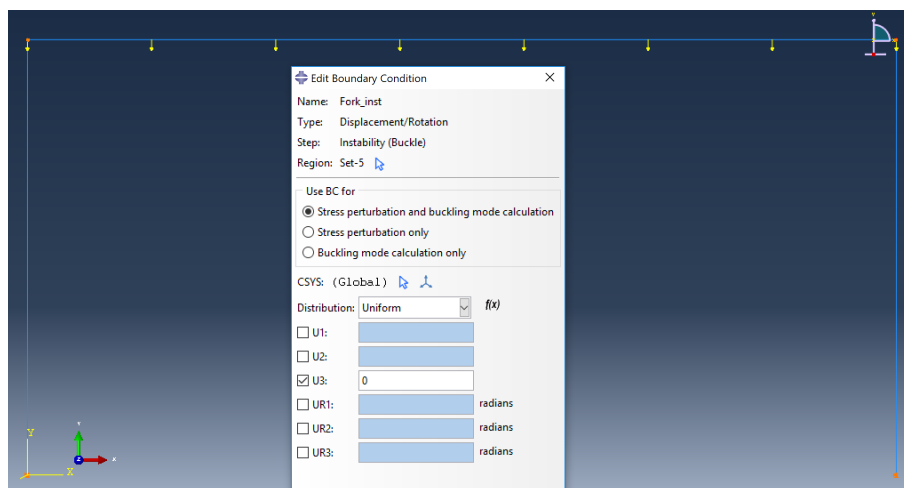 Edit Boundary Condition
Name: Fork_inst
Type: Displacement/Rotation
Step: Instability (Buckle)
Region: Set-5
Use BC for
Stress perturbation and buckling mode calculation
Stress perturbation only
Buckling mode calculation only
CSYS: (Global)
Distribution: Uniform f(x)
U1:
U2:
U3: 0
UR1: radians
UR2: radians
UR3: radians
Y
X
X
Z